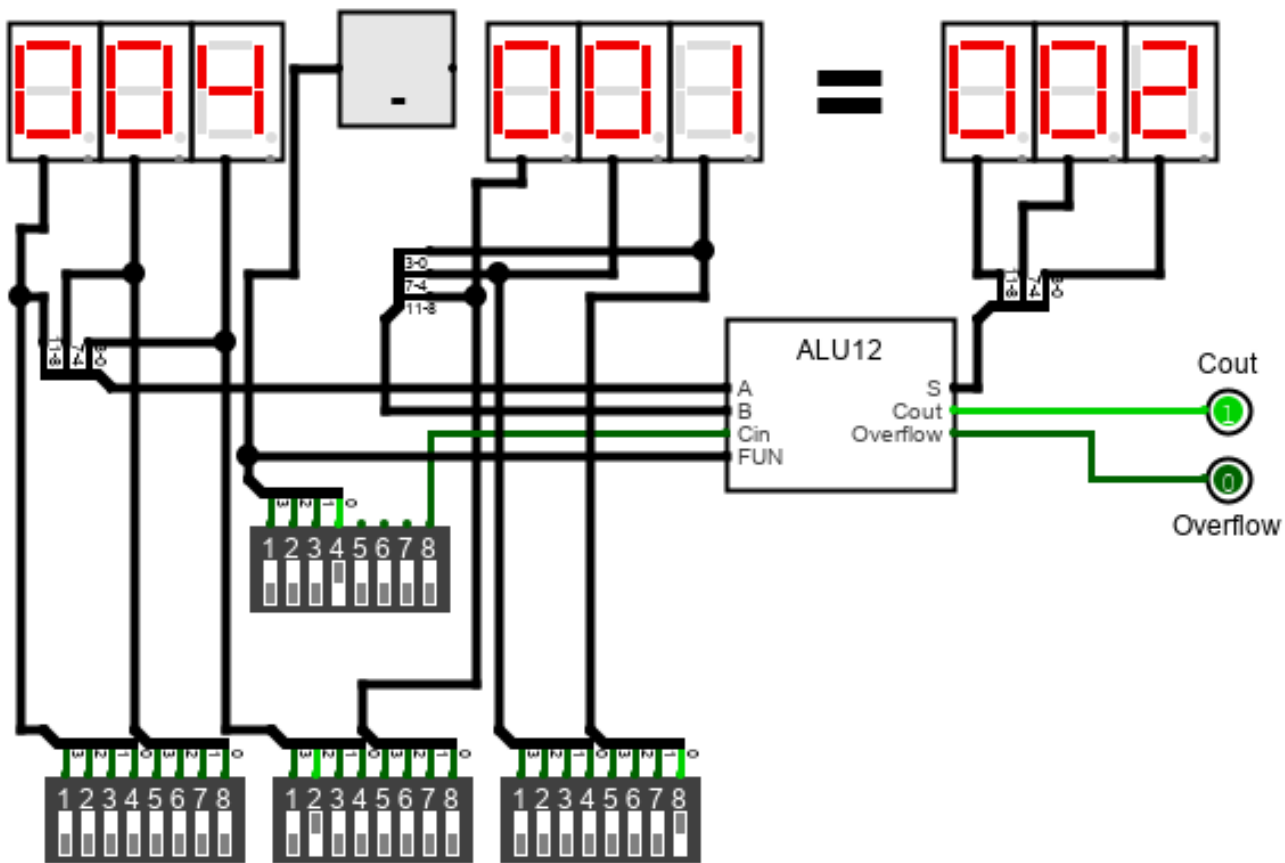 004 - 001 = 002
3-0
7-4
11-8
11-8 7-4 3-0
11-8 7-4 3-0
ALU12
A S
B Cout
Cin Overflow
FUN
Cout
1
0
Overflow
3 2 1 0
1 2 3 4 5 6 7 8
3 2 1 0 3 2 1 0
3 2 1 0 3 2 1 0
3 2 1 0 3 2 1 0
1 2 3 4 5 6 7 8
1 2 3 4 5 6 7 8
1 2 3 4 5 6 7 8